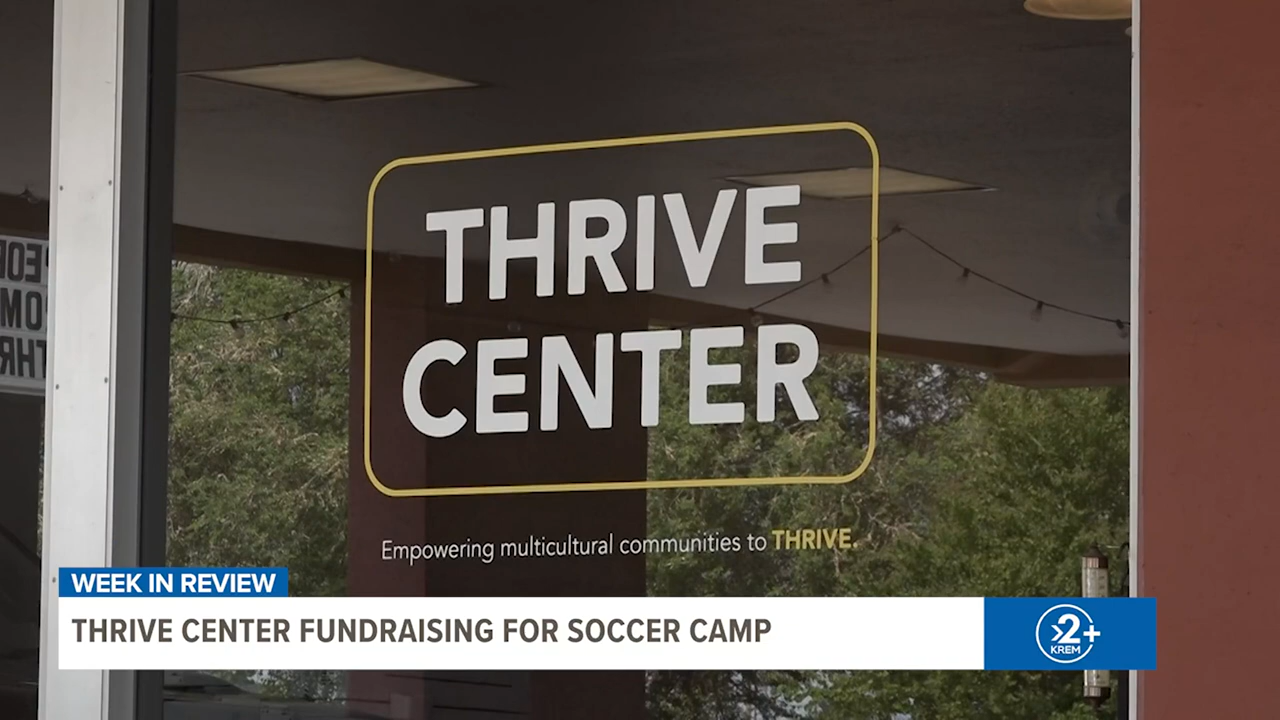 THRIVE
CENTER
Empowering multicultural communities to THRIVE.
WEEK IN REVIEW
THRIVE CENTER FUNDRAISING FOR SOCCER CAMP
2+
KREM